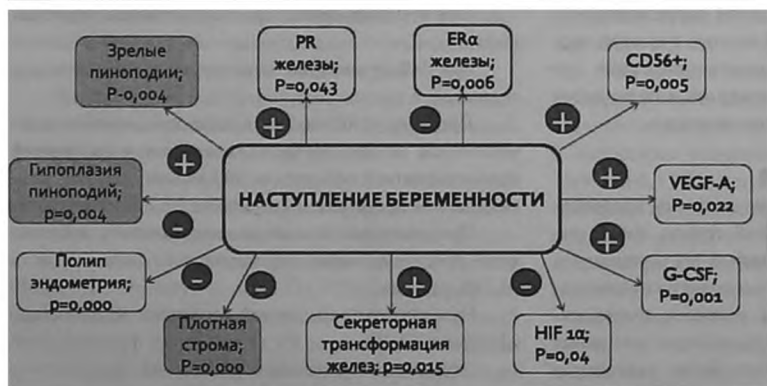 Зрелые
пиноподии;
P-0,004
PR
железы;
P=0,043
ERα
железы;
P=0,006
CD56+;
P=0,005
+
-
+
+
Гипоплазия
пиноподий;
p=0,004
НАСТУПЛЕНИЕ БЕРЕМЕННОСТИ
+
VEGF-A;
P=0,022
-
+
Полип
эндометрия;
p=0,000
G-CSF;
P=0,001
-
-
+
-
Плотная
строма;
P=0,000
Секреторная
трансформация
желез; p=0,015
HIF 1α;
P=0,04